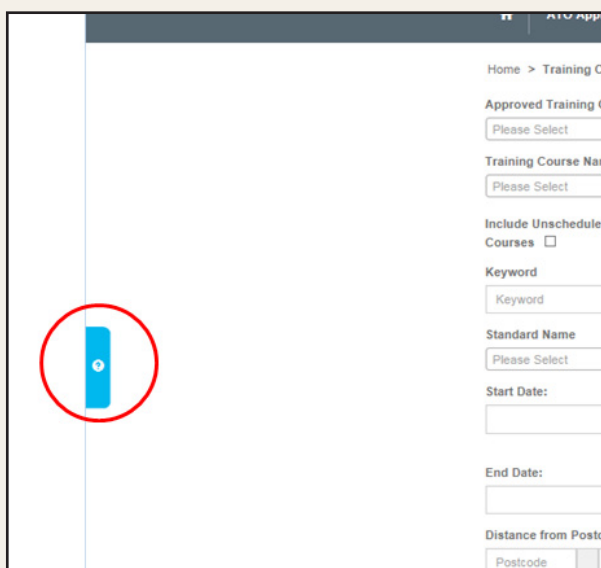 ATO App
Home > Training C
Approved Training
Please Select
Training Course Na
Please Select
Include Unschedule
Courses
Keyword
Keyword
Standard Name
Please Select
Start Date:
End Date:
Distance from Postc
Postcode
?